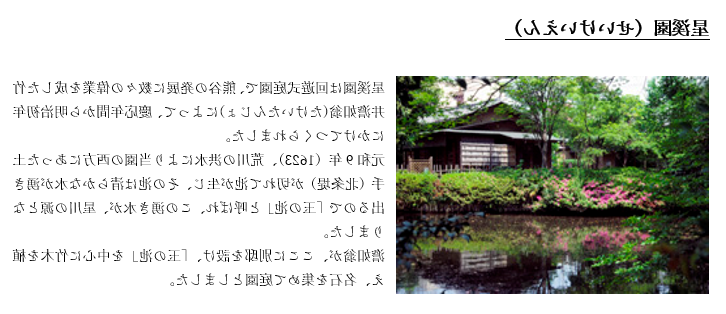 星溪園（せいけいえん）
星溪園は回遊式庭園で、熊谷の発展に数々の偉業を成した竹
井澹如翁(たけいたんじょ)によって、慶応年間から明治初年
にかけてつくられました。
元和９年（1623）、荒川の洪水により当園の西方にあった土
手（北条堤）が切れて池が生じ、その池は清らかな水が湧き
出るので「玉の池」と呼ばれ、この湧き水が、星川の源とな
りました。
澹如翁が、ここに別邸を設け、「玉の池」を中心に竹木を植
え、名石を集めて庭園としました。